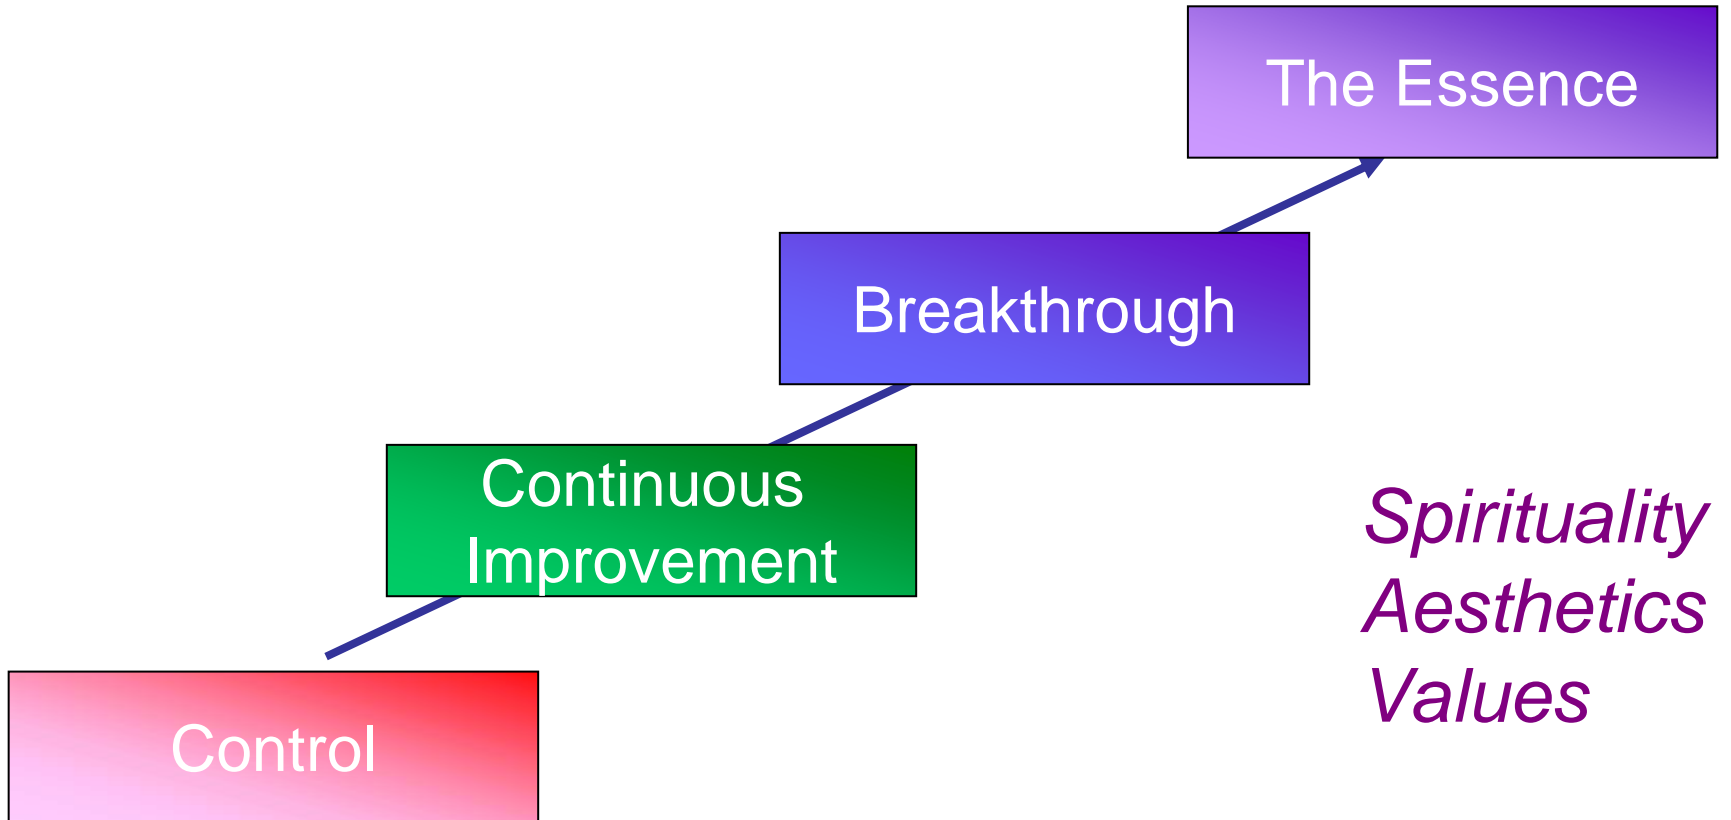 The Essence
Breakthrough
Continuous
Improvement
Spirituality
Aesthetics
Values
Control